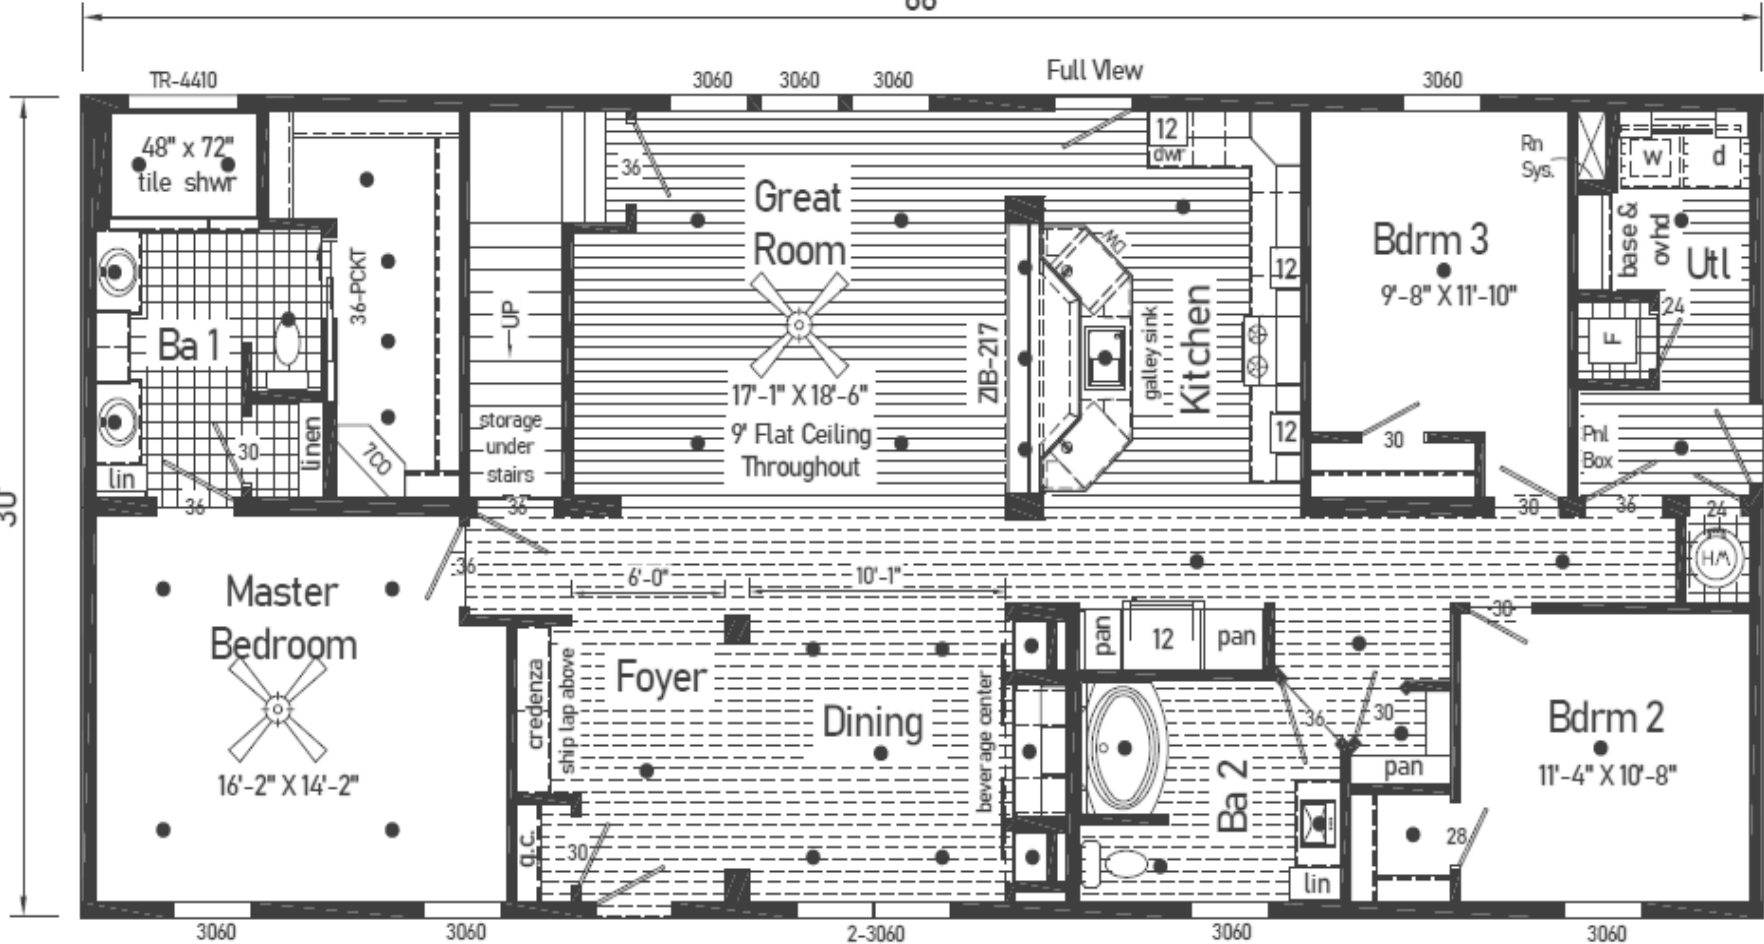 66'
TR-4410
3060
3060
3060
Full View
3060
48" x 72"
tile shwr
36
12
dwr
Rn
Sys.
w
d
Great
Room
36-PCKT
DW
Bdrm 3
9'-8" X 11'-10"
base &
ovhd
Utl
12
←UP
Ba 1
24
F
ZIB-217
galley sink
Kitchen
17'-1" X 18'-6"
9' Flat Ceiling
Throughout
storage
under
stairs
30
linen
7CO
lin
12
30
Pnl
Box
36
36
30
36
24
30'
36
6'-0"
10'-1"
WH
Master
Bedroom
16'-2" X 14'-2"
credenza
ship lap above
Foyer
Dining
beverage center
pan
12
pan
30
36
30
pan
Bdrm 2
11'-4" X 10'-8"
Ba 2
28
lin
g.c.
30
3060
3060
2-3060
3060
3060